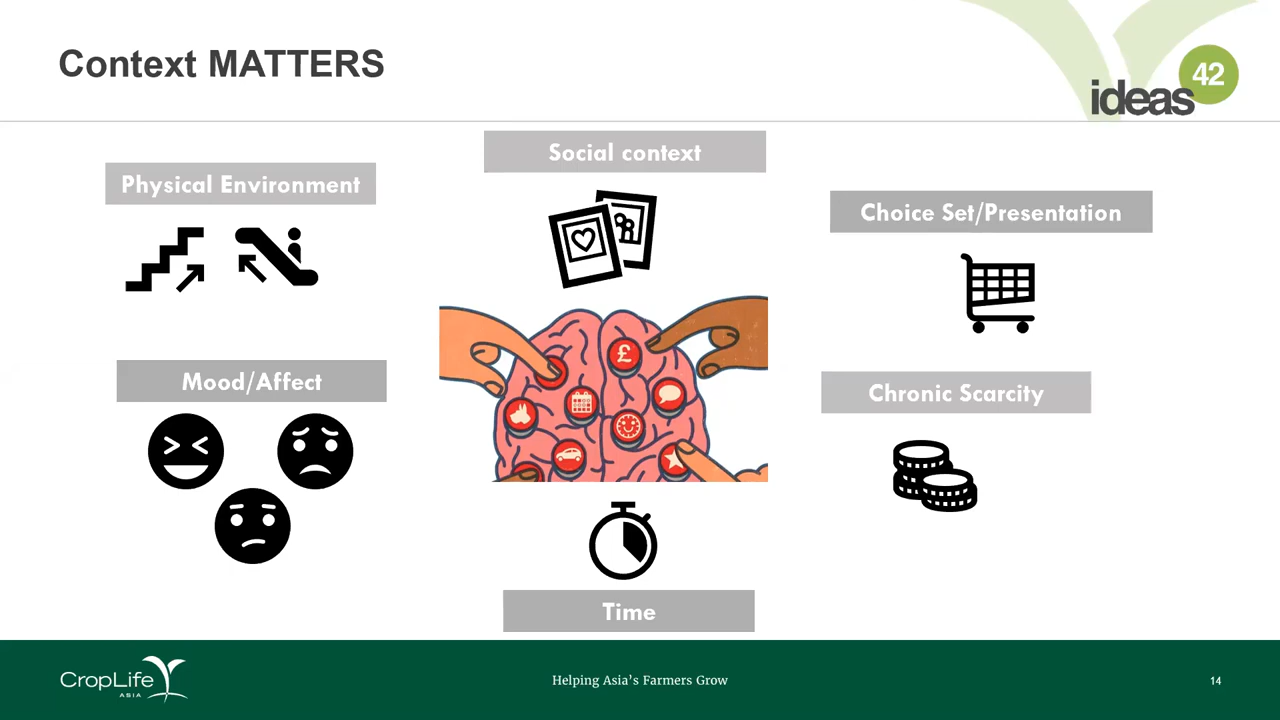 Context MATTERS
ideas 42
Social context
Physical Environment
Choice Set/Presentation
£
Mood/Affect
Chronic Scarcity
Time
CropLife
ASIA
Helping Asia's Farmers Grow
14